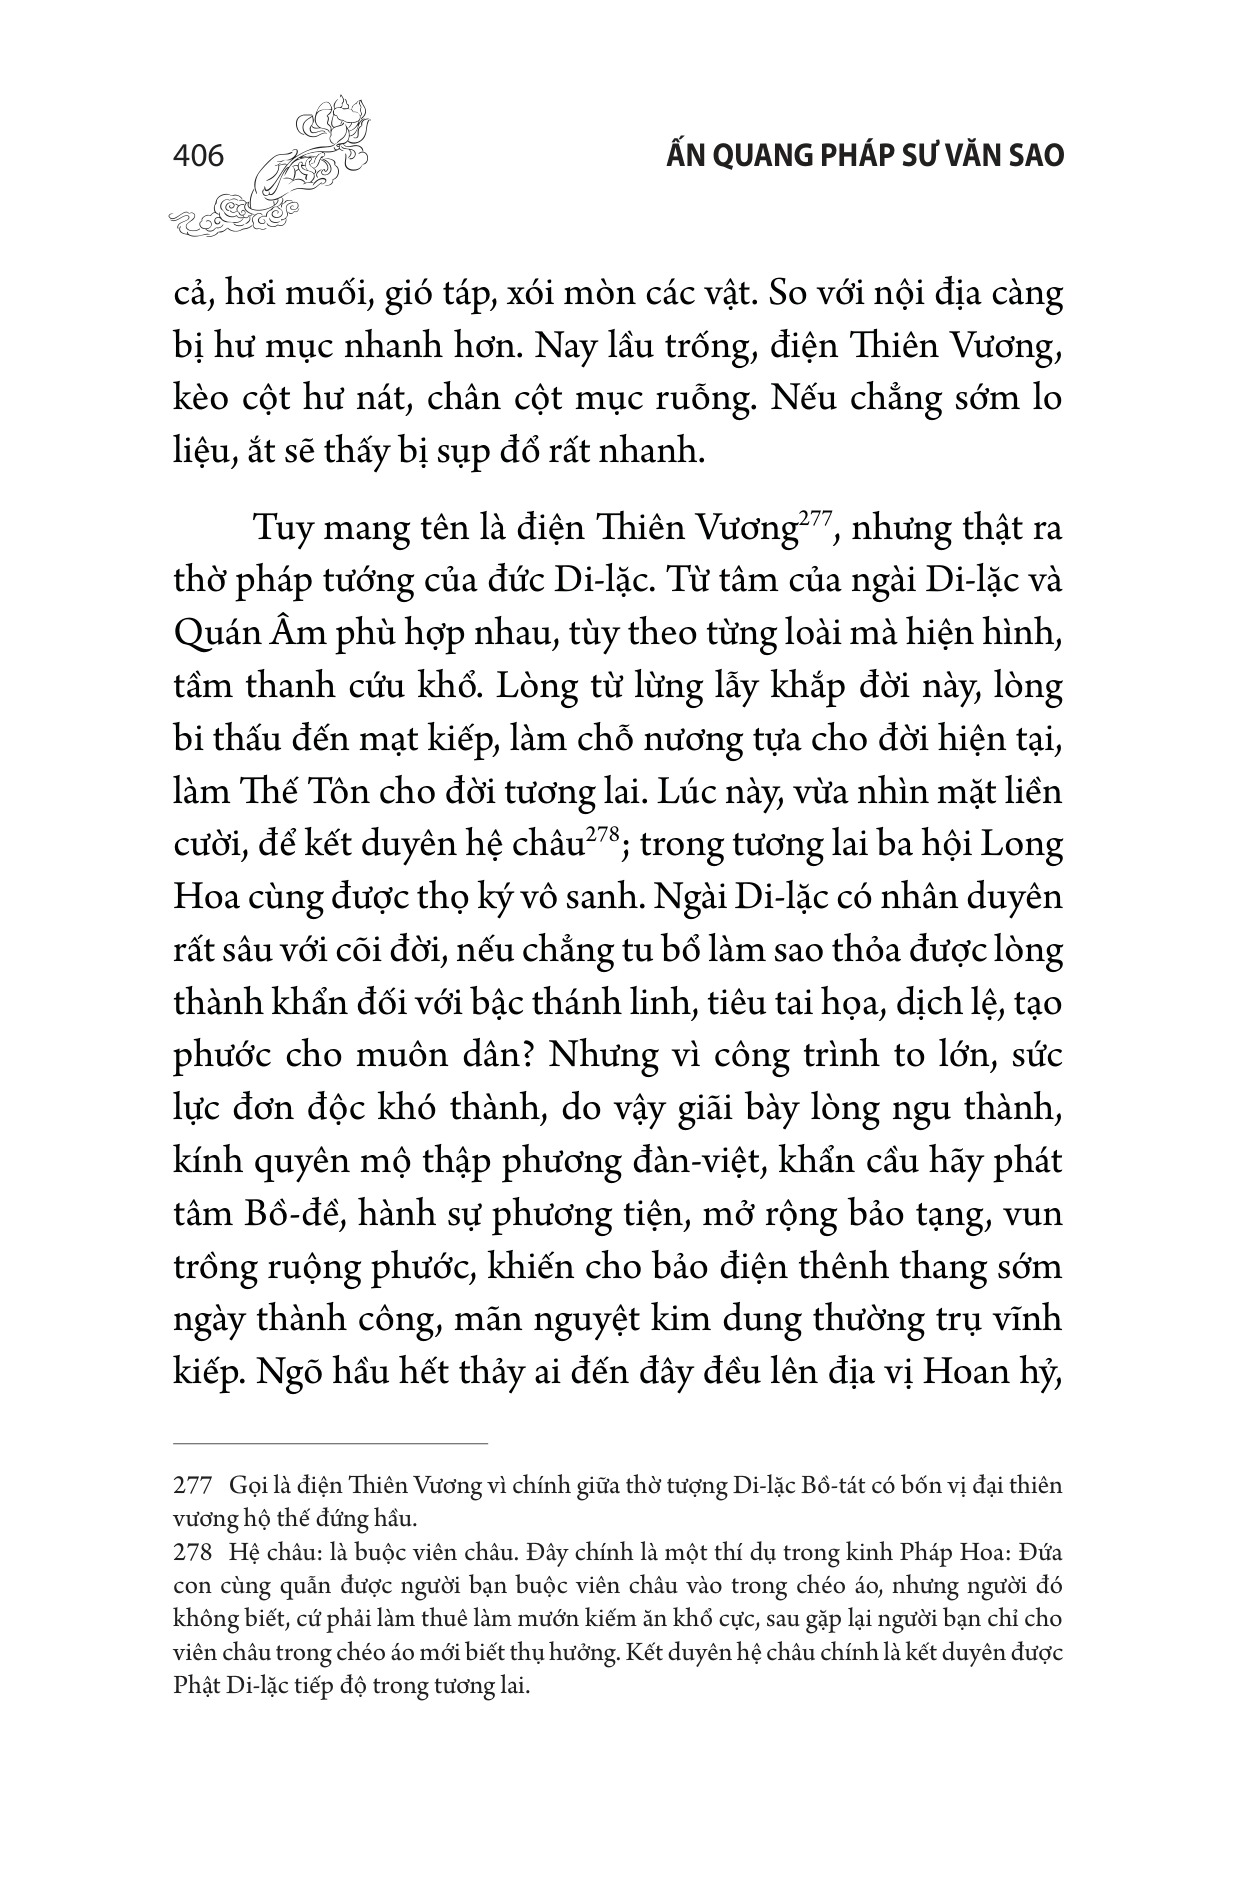 406
ẤN QUANG PHÁP SƯ VĂN SAO
cả, hơi muối, gió táp, xói mòn các vật. So với nội địa càng
bị hư mục nhanh hơn. Nay lầu trống, điện Thiên Vương,
kèo cột hư nát, chân cột mục ruỗng. Nếu chẳng sớm lo
liệu, ắt sẽ thấy bị sụp đổ rất nhanh.
Tuy mang tên là điện Thiên Vương277, nhưng thật ra
thờ pháp tướng của đức Di-lặc. Từ tâm của ngài Di-lặc và
Quán Âm phù hợp nhau, tùy theo từng loài mà hiện hình,
tầm thanh cứu khổ. Lòng từ lừng lẫy khắp đời này, lòng
bi thấu đến mạt kiếp, làm chỗ nương tựa cho đời hiện tại,
làm Thế Tôn cho đời tương lai. Lúc này, vừa nhìn mặt liền
cười, để kết duyên hệ châu278; trong tương lai ba hội Long
Hoa cùng được thọ ký vô sanh. Ngài Di-lặc có nhân duyên
rất sâu với cõi đời, nếu chẳng tu bổ làm sao thỏa được lòng
thành khẩn đối với bậc thánh linh, tiêu tai họa, dịch lệ, tạo
phước cho muôn dân? Nhưng vì công trình to lớn, sức
lực đơn độc khó thành, do vậy giãi bày lòng ngu thành,
kính quyên mộ thập phương đàn-việt, khẩn cầu hãy phát
tâm Bồ-đề, hành sự phương tiện, mở rộng bảo tạng, vun
trồng ruộng phước, khiến cho bảo điện thênh thang sớm
ngày thành công, mãn nguyệt kim dung thường trụ vĩnh
kiếp. Ngõ hầu hết thảy ai đến đây đều lên địa vị Hoan hỷ,
277 Gọi là điện Thiên Vương vì chính giữa thờ tượng Di-lặc Bồ-tát có bốn vị đại thiên
vương hộ thế đứng hầu.
278 Hệ châu: là buộc viên châu. Đây chính là một thí dụ trong kinh Pháp Hoa: Đứa
con cùng quẫn được người bạn buộc viên châu vào trong chéo áo, nhưng người đó
không biết, cứ phải làm thuê làm mướn kiếm ăn khổ cực, sau gặp lại người bạn chỉ cho
viên châu trong chéo áo mới biết thụ hưởng. Kết duyên hệ châu chính là kết duyên được
Phật Di-lặc tiếp độ trong tương lai.